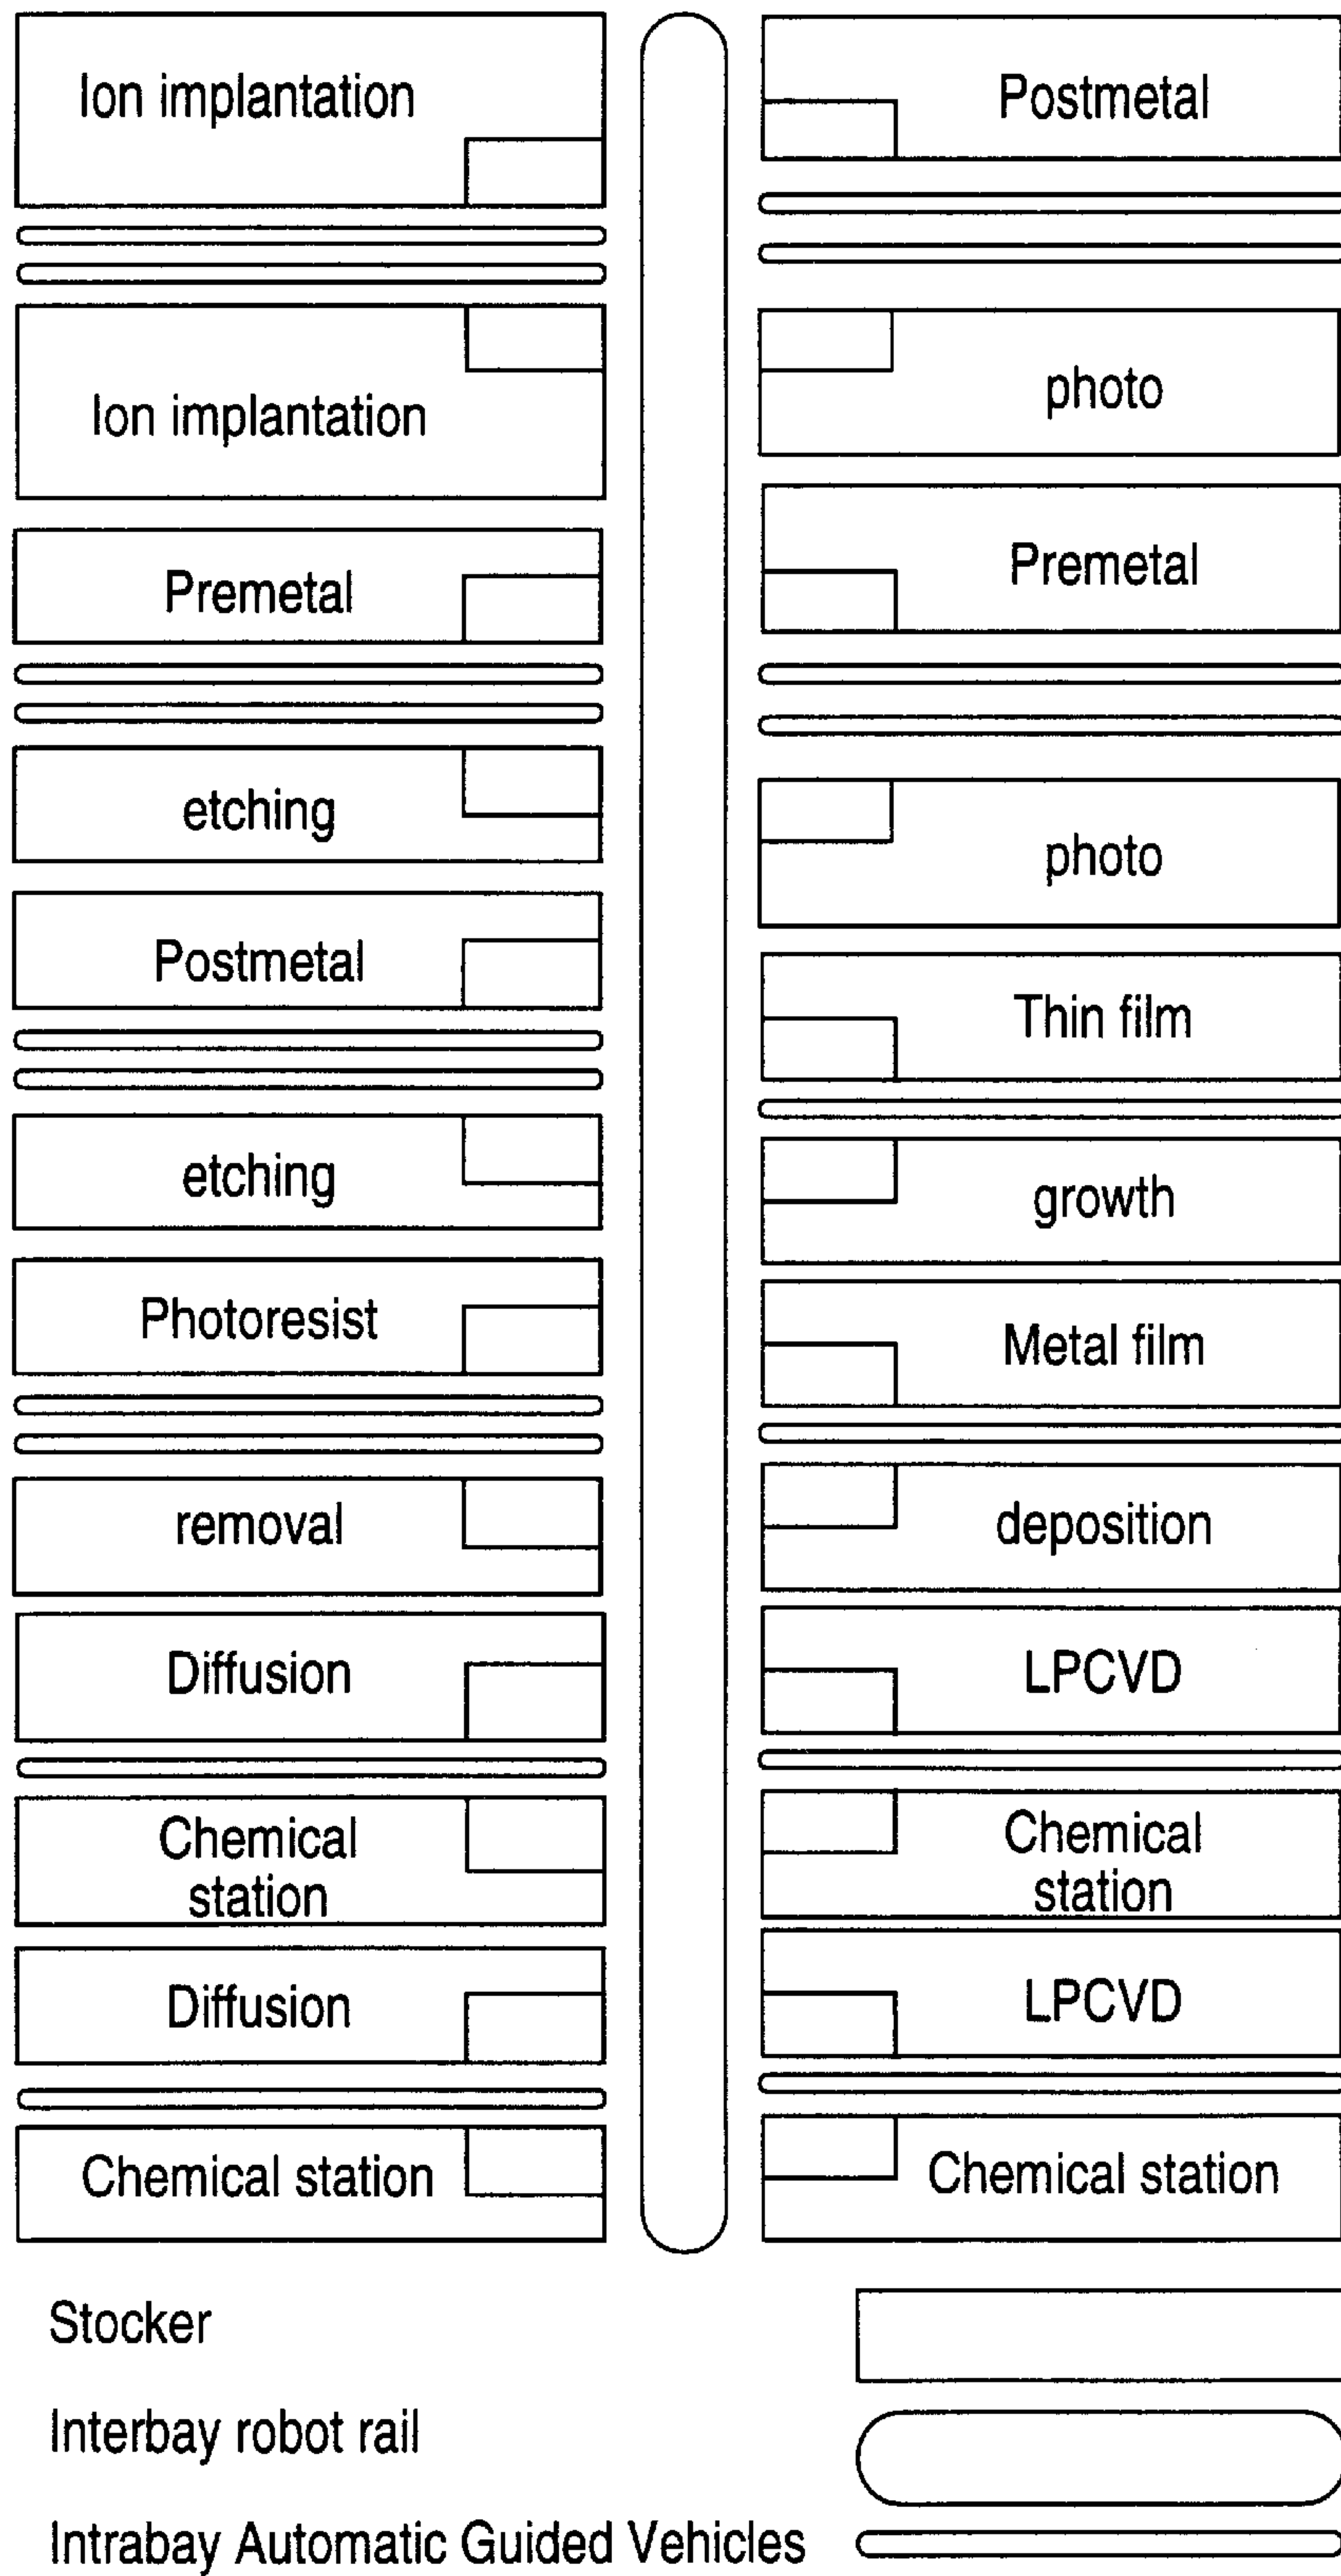 Ion implantation
Ion implantation
Premetal
etching
Postmetal
etching
Photoresist
removal
Diffusion
Chemical
station
Diffusion
Chemical station
Postmetal
photo
Premetal
photo
Thin film
growth
Metal film
deposition
LPCVD
Chemical
station
LPCVD
Chemical station
Stocker
Interbay robot rail
Intrabay Automatic Guided Vehicles